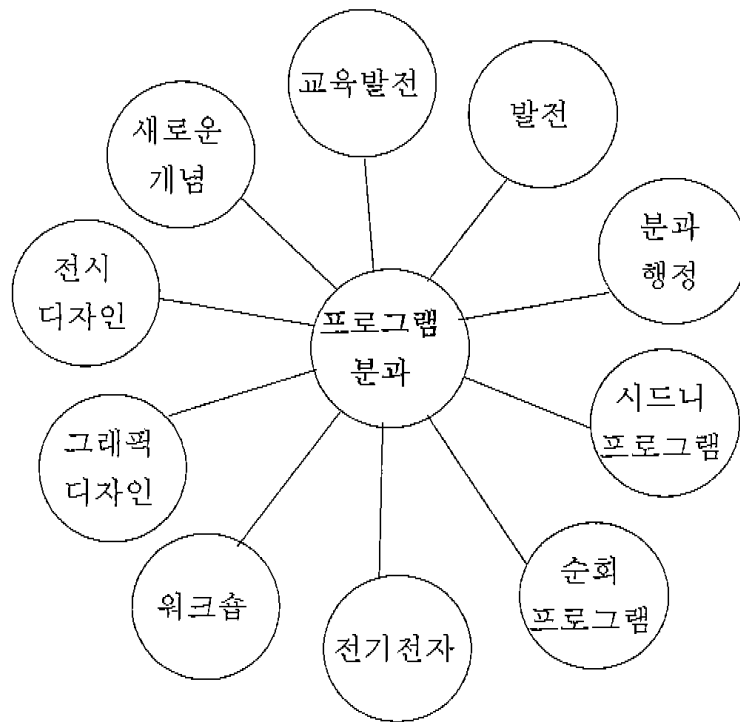 교육발전
발전
새로운
개념
분과
행정
전시
디자인
프로그램
분과
시드니
프로그램
그래픽
디자인
순회
프로그램
워크숍
전기전자